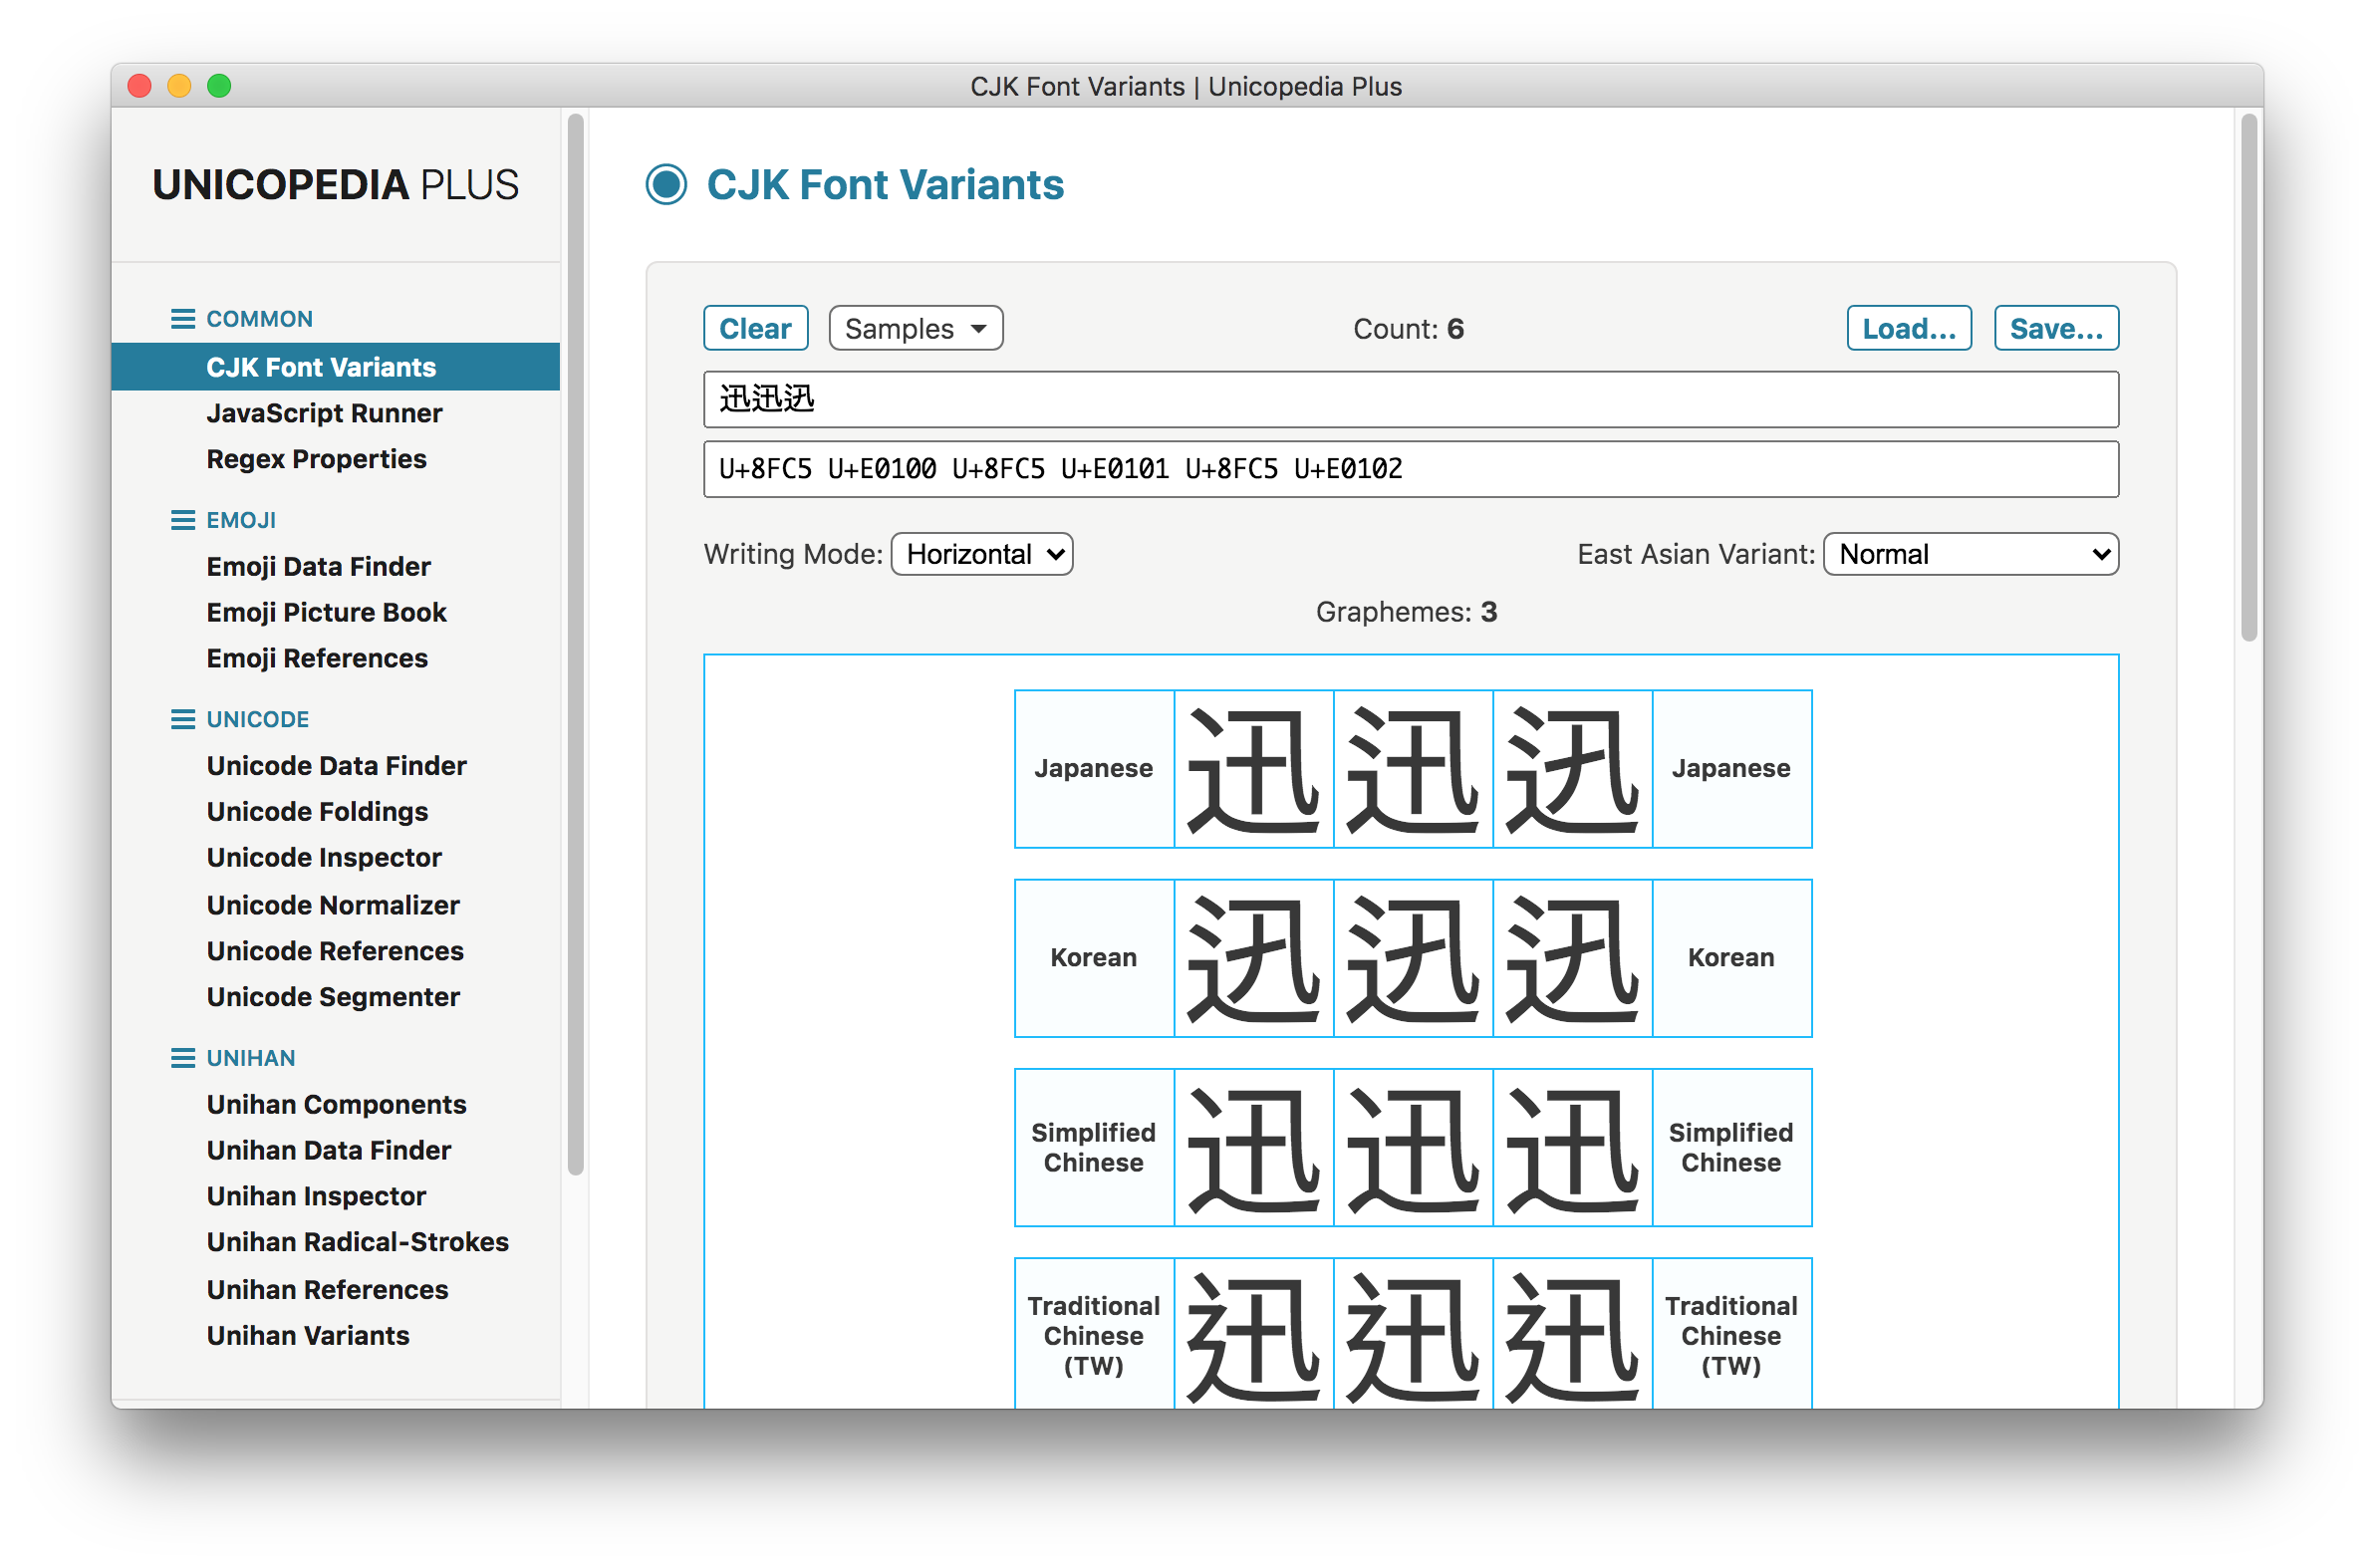 CJK Font Variants | Unicopedia Plus
UNICOPEDIA PLUS
COMMON
CJK Font Variants
JavaScript Runner
Regex Properties
EMOJI
Emoji Data Finder
Emoji Picture Book
Emoji References
UNICODE
Unicode Data Finder
Unicode Foldings
Unicode Inspector
Unicode Normalizer
Unicode References
Unicode Segmenter
UNIHAN
Unihan Components
Unihan Data Finder
Unihan Inspector
Unihan Radical-Strokes
Unihan References
Unihan Variants
CJK Font Variants
Clear Samples Count: 6 Load... Save...
迅󠄀迅󠄁迅󠄂
U+8FC5 U+E0100 U+8FC5 U+E0101 U+8FC5 U+E0102
Writing Mode: Horizontal East Asian Variant: Normal
Graphemes: 3
Japanese 迅󠄀 迅󠄁 迅󠄂 Japanese
Korean 迅󠄀 迅󠄁 迅󠄂 Korean
Simplified Chinese 迅󠄀 迅󠄁 迅󠄂 Simplified Chinese
Traditional Chinese (TW) 迅󠄀 迅󠄁 迅󠄂 Traditional Chinese (TW)